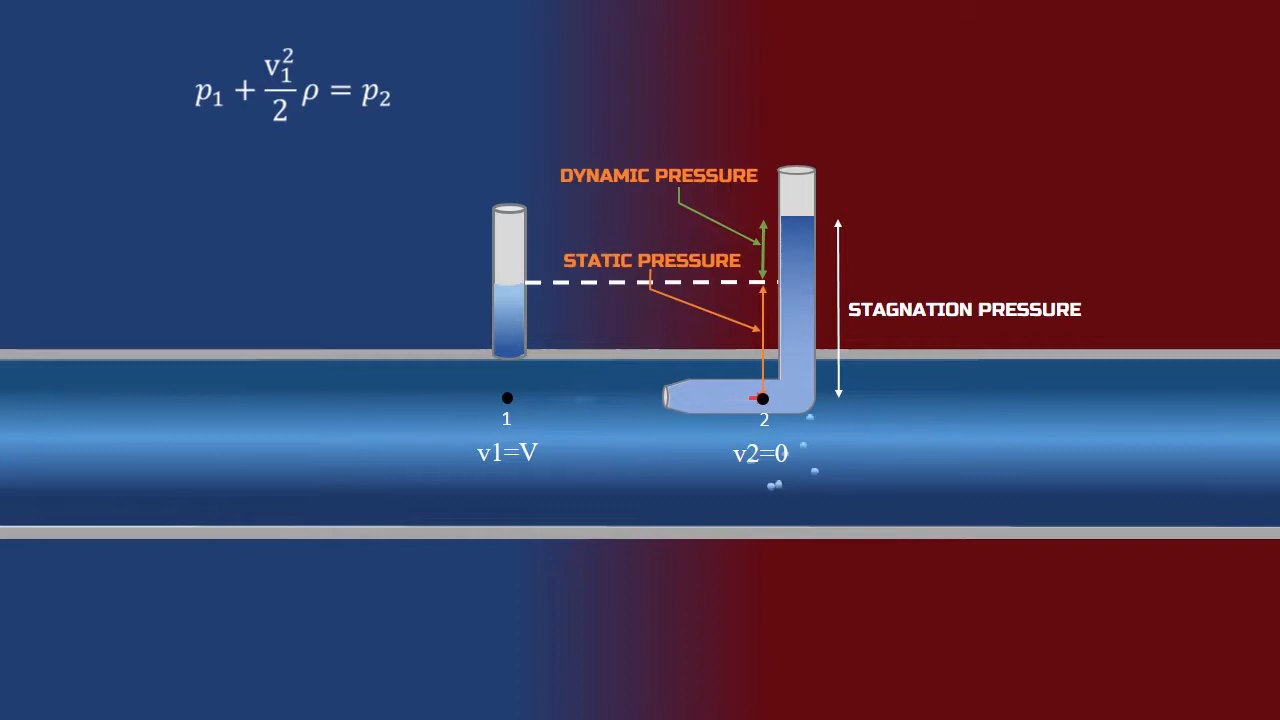 p₁ + v₁²/2 ρ = p₂
DYNAMIC PRESSURE
STATIC PRESSURE
STAGNATION PRESSURE
1
2
v1=V
v2=0